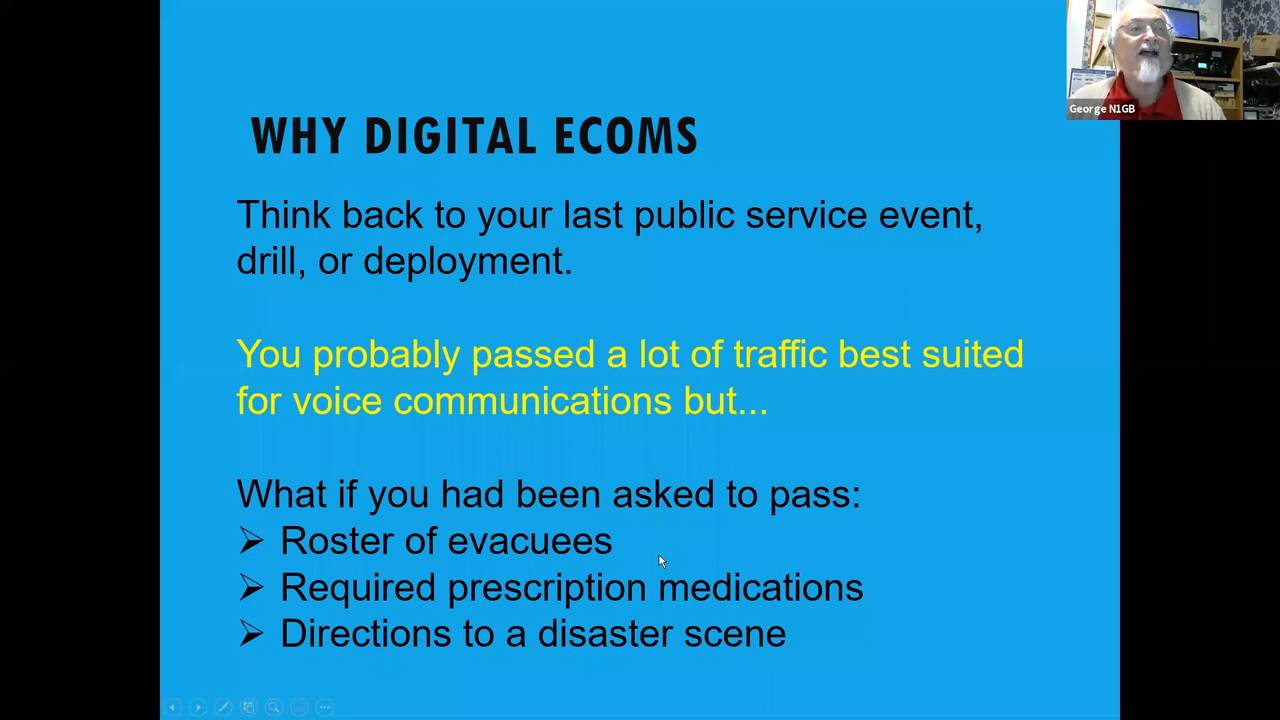 George N1GB
WHY DIGITAL ECOMS
Think back to your last public service event,
drill, or deployment.
You probably passed a lot of traffic best suited
for voice communications but...
What if you had been asked to pass:
➢ Roster of evacuees
➢ Required prescription medications
➢ Directions to a disaster scene